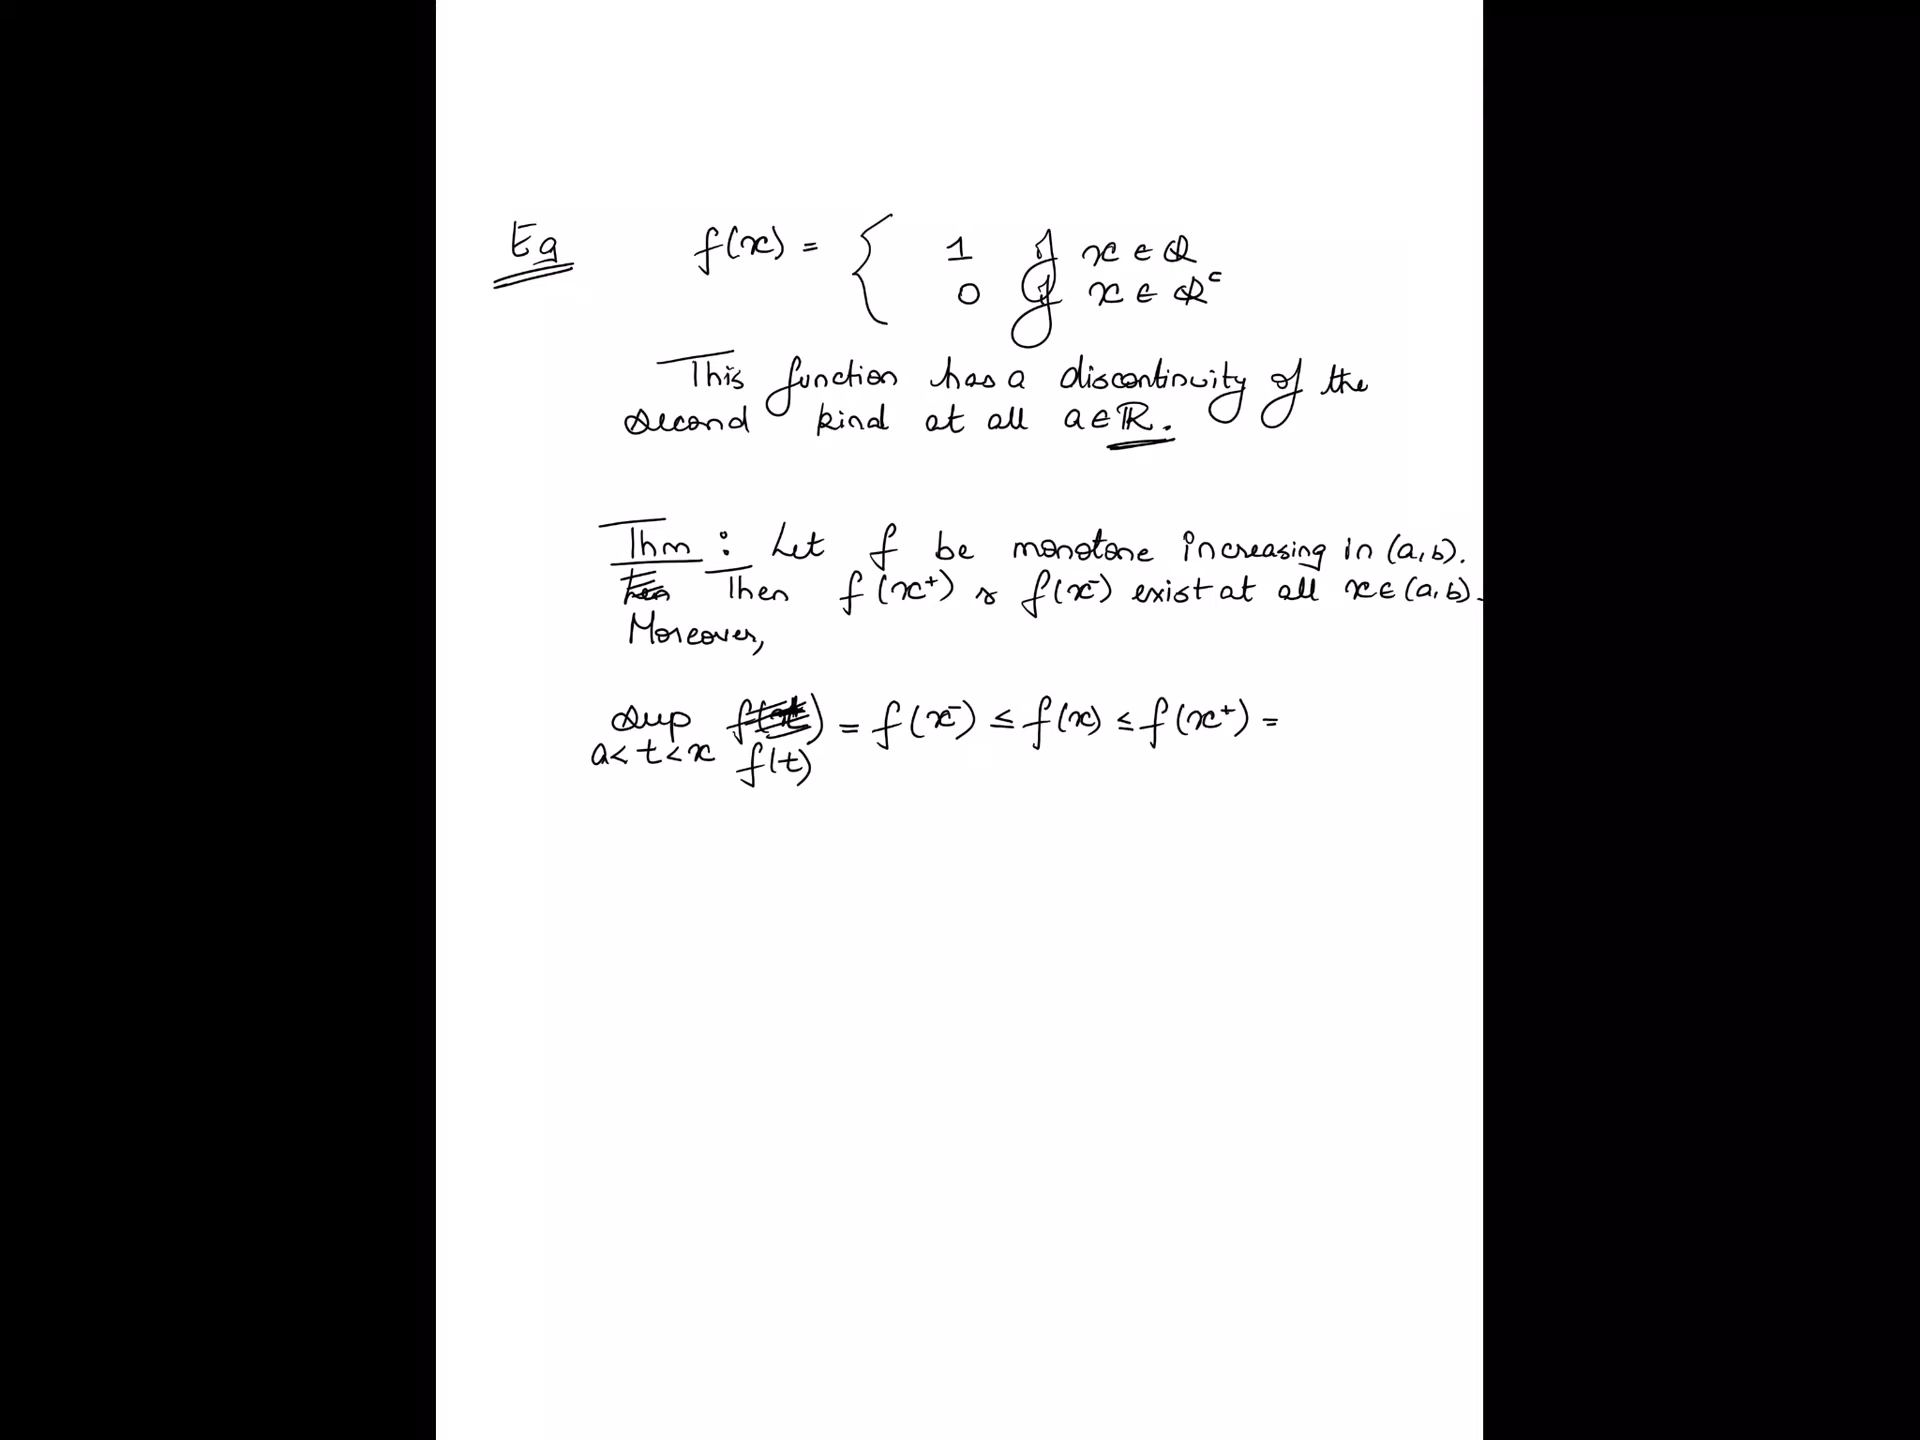 Eg f(x) = { 1 if x ∈ Q
0 if x ∈ Qᶜ
This function has a discontinuity of the
second kind at all a ∈ ℝ.
Thm : Let f be monotone increasing in (a, b).
Then f(x⁺) & f(x⁻) exist at all x ∈ (a, b).
Moreover,
sup = f(x⁻) ≤ f(x) ≤ f(x⁺) =
a < t < x f(t)